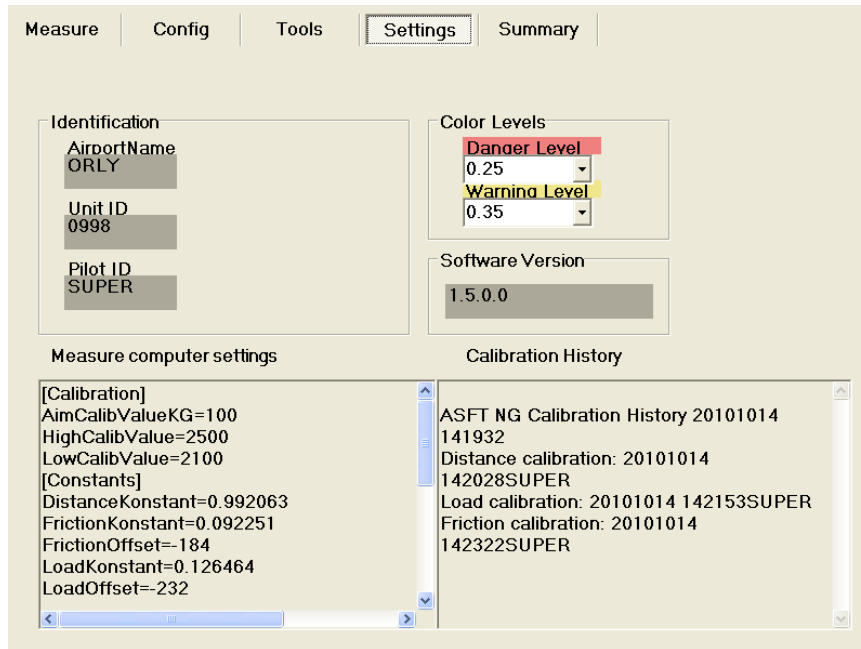 Measure Config Tools Settings Summary
Identification
AirportName
ORLY
Unit ID
0998
Pilot ID
SUPER
Color Levels
Danger Level
0.25
Warning Level
0.35
Software Version
1.5.0.0
Measure computer settings
[Calibration]
AimCalibValueKG=100
HighCalibValue=2500
LowCalibValue=2100
[Constants]
DistanceKonstant=0.992063
FrictionKonstant=0.092251
FrictionOffset=-184
LoadKonstant=0.126464
LoadOffset=-232
Calibration History
ASFT NG Calibration History 20101014
141932
Distance calibration: 20101014
142028SUPER
Load calibration: 20101014 142153SUPER
Friction calibration: 20101014
142322SUPER